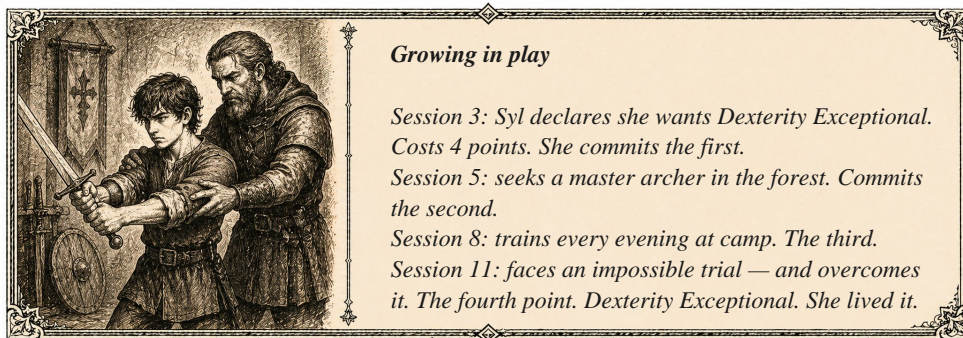 Growing in play
Session 3: Syl declares she wants Dexterity Exceptional.
Costs 4 points. She commits the first.
Session 5: seeks a master archer in the forest. Commits
the second.
Session 8: trains every evening at camp. The third.
Session 11: faces an impossible trial — and overcomes
it. The fourth point. Dexterity Exceptional. She lived it.